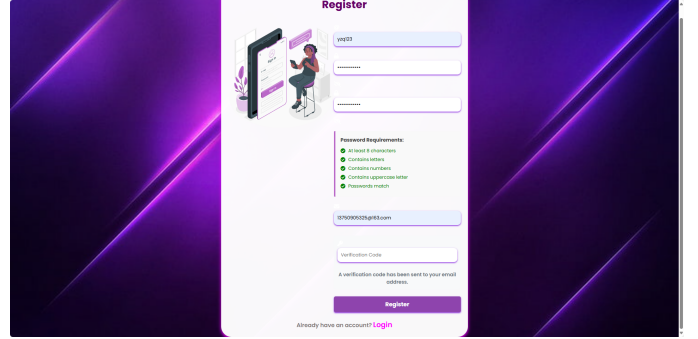 Register
yzq123
••••••••••••
••••••••••••
Password Requirements:
At least 8 characters
Contains letters
Contains numbers
Contains uppercase letter
Passwords match
13750905325@163.com
Verification Code
A verification code has been sent to your email
address.
Register
Already have an account? Login